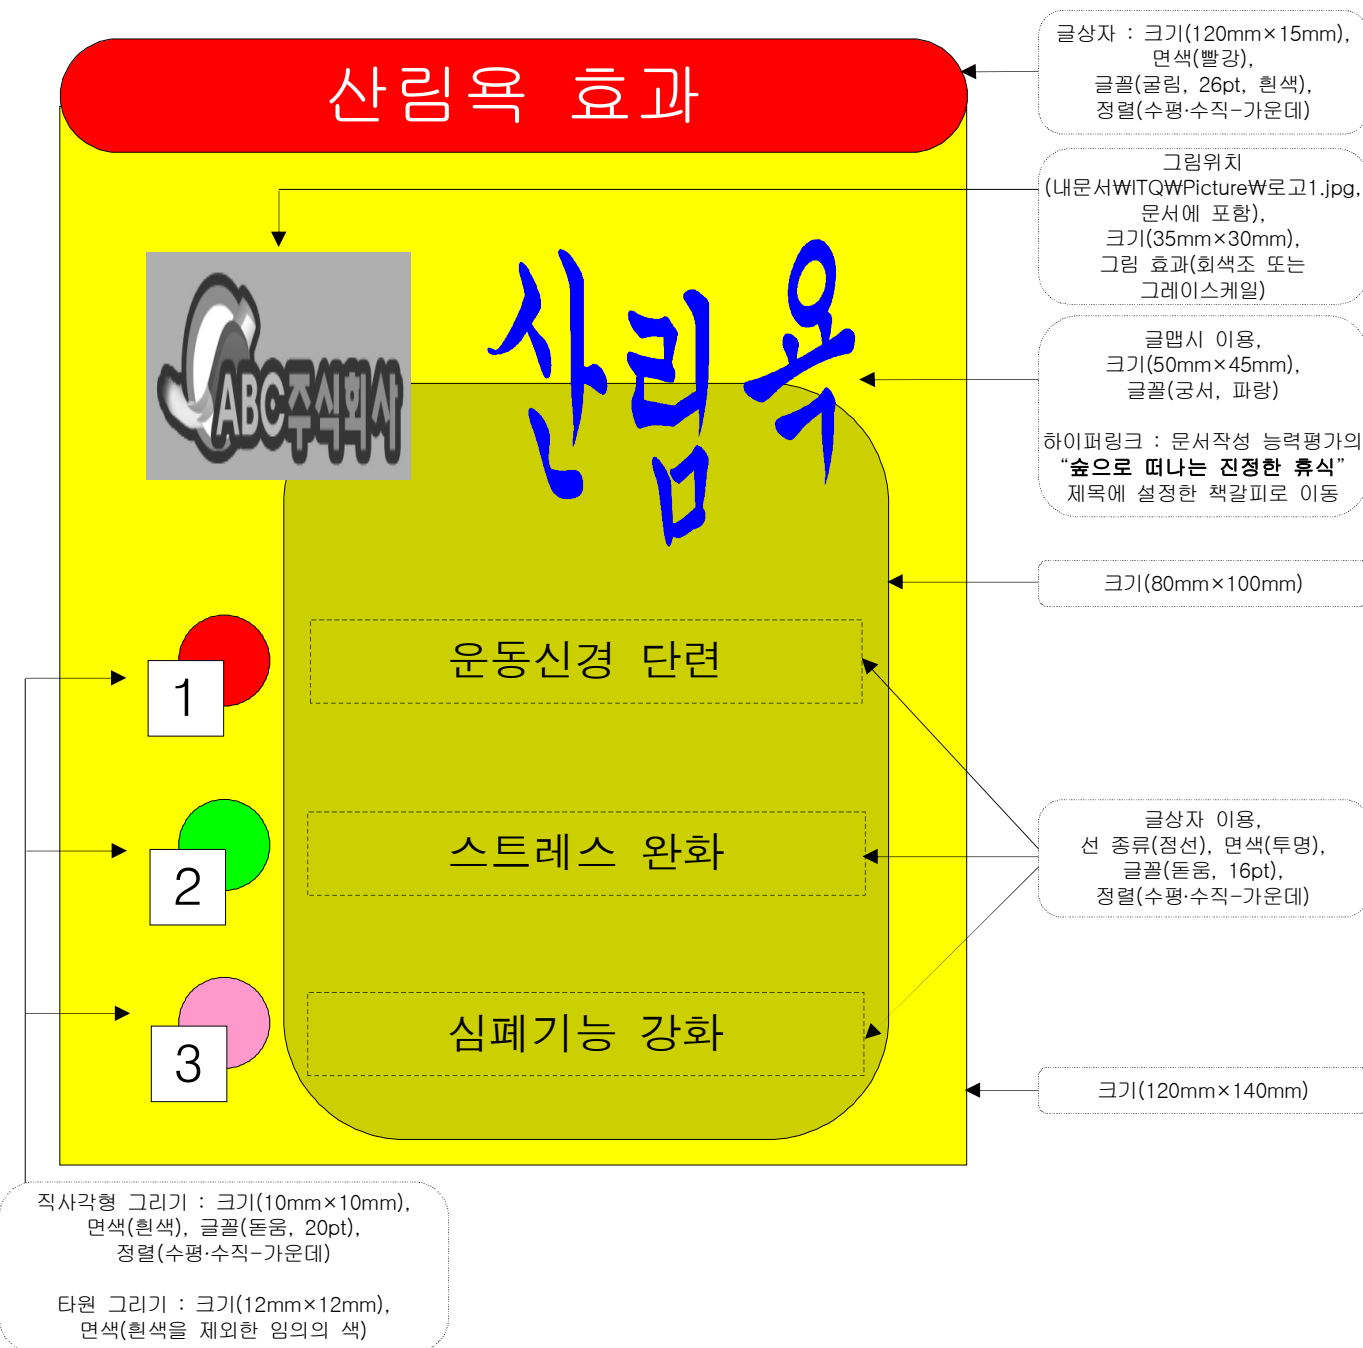 산림욕 효과
글상자 : 크기(120mm×15mm),
면색(빨강),
글꼴(굴림, 26pt, 흰색),
정렬(수평·수직-가운데)
그림위치
(내문서₩ITQ₩Picture₩로고1.jpg,
문서에 포함),
크기(35mm×30mm),
그림 효과(회색조 또는
그레이스케일)
ABC주식회사
산림욕
글맵시 이용,
크기(50mm×45mm),
글꼴(궁서, 파랑)
하이퍼링크 : 문서작성 능력평가의
“숲으로 떠나는 진정한 휴식”
제목에 설정한 책갈피로 이동
크기(80mm×100mm)
1
운동신경 단련
2
스트레스 완화
글상자 이용,
선 종류(점선), 면색(투명),
글꼴(돋움, 16pt),
정렬(수평·수직-가운데)
3
심폐기능 강화
크기(120mm×140mm)
직사각형 그리기 : 크기(10mm×10mm),
면색(흰색), 글꼴(돋움, 20pt),
정렬(수평·수직-가운데)
타원 그리기 : 크기(12mm×12mm),
면색(흰색을 제외한 임의의 색)